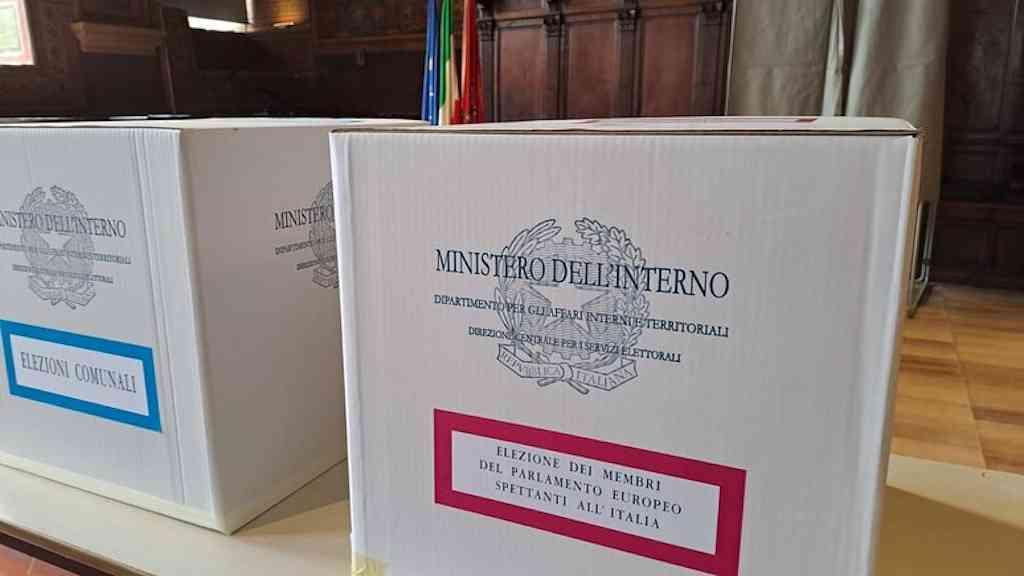 MINISTERO DELL'INTERNO
DIPARTIMENTO PER GLI AFFARI INTERNI E TERRITORIALI
DIREZIONE CENTRALE PER I SERVIZI ELETTORALI
REPVBBLICA ITALIANA
ELEZIONE DEI MEMBRI
DEL PARLAMENTO EUROPEO
SPETTANTI ALL'ITALIA
DELL'INTERNO
ELEZIONI COMUNALI
MINISTERO